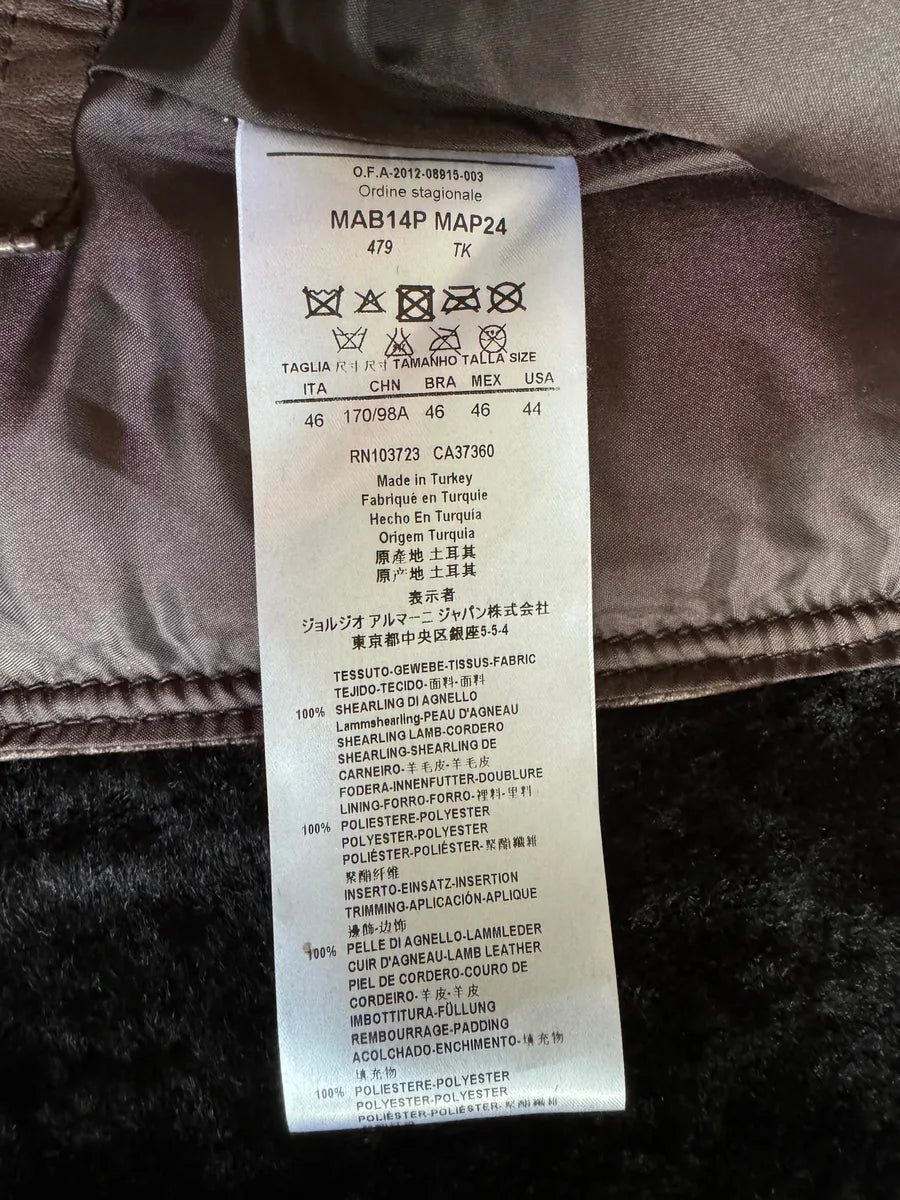 O.F.A-2012-08915-003
Ordine stagionale
MAB14P MAP24
479 TK
TAGLIA 尺寸 尺寸 TAMANHO TALLA SIZE
ITA CHN BRA MEX USA
46 170/98A 46 46 44
RN103723 CA37360
Made in Turkey
Fabriqué en Turquie
Hecho En Turquía
Origem Turquia
原產地 土耳其
原产地 土耳其
表示者
ジョルジオ アルマーニ ジャパン株式会社
東京都中央区銀座5-5-4
TESSUTO-GEWEBE-TISSUS-FABRIC
TEJIDO-TECIDO-面料-面料
100% SHEARLING DI AGNELLO
Lammshearling-PEAU D'AGNEAU
SHEARLING LAMB-CORDERO
SHEARLING-SHEARLING DE
CARNEIRO-羊毛皮-羊毛皮
FODERA-INNENFUTTER-DOUBLURE
LINING-FORRO-FORRO-裡料-里料
100% POLIESTERE-POLYESTER
POLYESTER-POLYESTER
POLIÉSTER-POLIÉSTER-聚酯纖維
聚酯纤维
INSERTO-EINSATZ-INSERTION
TRIMMING-APLICACIÓN-APLIQUE
邊飾-边饰
100% PELLE DI AGNELLO-LAMMLEDER
CUIR D'AGNEAU-LAMB LEATHER
PIEL DE CORDERO-COURO DE
CORDEIRO-羊皮-羊皮
IMBOTTITURA-FÜLLUNG
REMBOURRAGE-PADDING
ACOLCHADO-ENCHIMENTO-填充物
填充物
100% POLIESTERE-POLYESTER
POLYESTER-POLYESTER
POLIÉSTER-POLIÉSTER-聚酯纖維